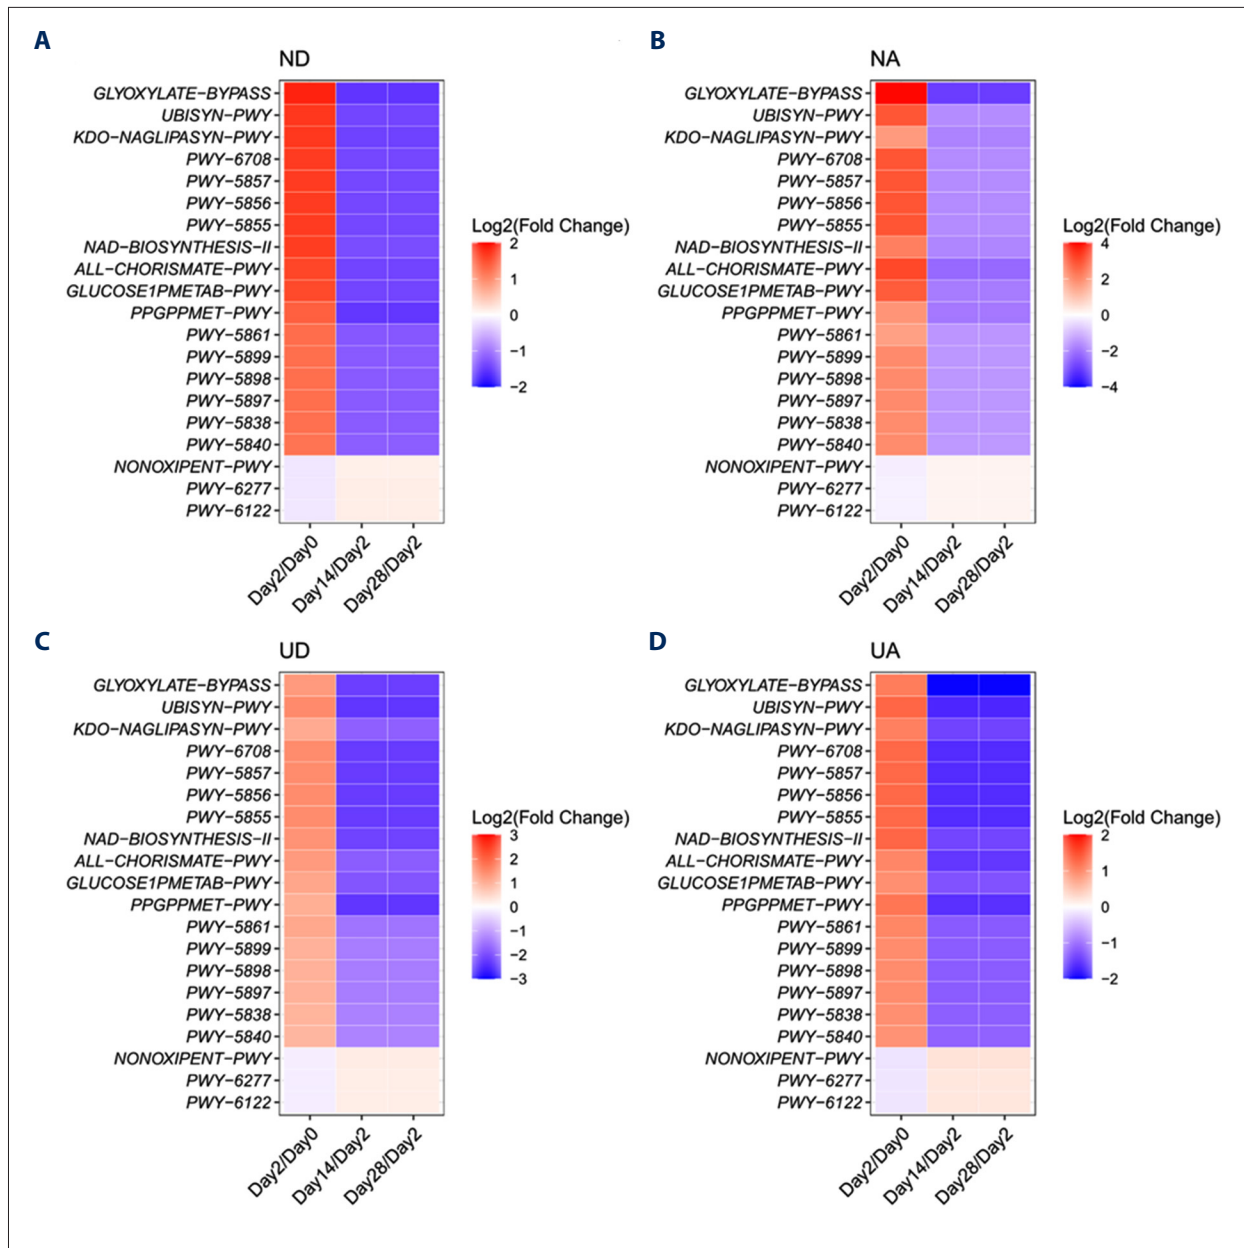 A
ND
GLYOXYLATE−BYPASS
UBISYN−PWY
KDO−NAGLIPASYN−PWY
PWY−6708
PWY−5857
PWY−5856
PWY−5855
NAD−BIOSYNTHESIS−II
ALL−CHORISMATE−PWY
GLUCOSE1PMETAB−PWY
PPGPPMET−PWY
PWY−5861
PWY−5899
PWY−5898
PWY−5897
PWY−5838
PWY−5840
NONOXIPENT−PWY
PWY−6277
PWY−6122
Day2/Day0
Day14/Day2
Day28/Day2
Log2(Fold Change)
2
1
0
−1
−2
B
NA
GLYOXYLATE−BYPASS
UBISYN−PWY
KDO−NAGLIPASYN−PWY
PWY−6708
PWY−5857
PWY−5856
PWY−5855
NAD−BIOSYNTHESIS−II
ALL−CHORISMATE−PWY
GLUCOSE1PMETAB−PWY
PPGPPMET−PWY
PWY−5861
PWY−5899
PWY−5898
PWY−5897
PWY−5838
PWY−5840
NONOXIPENT−PWY
PWY−6277
PWY−6122
Day2/Day0
Day14/Day2
Day28/Day2
Log2(Fold Change)
4
2
0
−2
−4
C
UD
GLYOXYLATE−BYPASS
UBISYN−PWY
KDO−NAGLIPASYN−PWY
PWY−6708
PWY−5857
PWY−5856
PWY−5855
NAD−BIOSYNTHESIS−II
ALL−CHORISMATE−PWY
GLUCOSE1PMETAB−PWY
PPGPPMET−PWY
PWY−5861
PWY−5899
PWY−5898
PWY−5897
PWY−5838
PWY−5840
NONOXIPENT−PWY
PWY−6277
PWY−6122
Day2/Day0
Day14/Day2
Day28/Day2
Log2(Fold Change)
3
2
1
0
−1
−2
−3
D
UA
GLYOXYLATE−BYPASS
UBISYN−PWY
KDO−NAGLIPASYN−PWY
PWY−6708
PWY−5857
PWY−5856
PWY−5855
NAD−BIOSYNTHESIS−II
ALL−CHORISMATE−PWY
GLUCOSE1PMETAB−PWY
PPGPPMET−PWY
PWY−5861
PWY−5899
PWY−5898
PWY−5897
PWY−5838
PWY−5840
NONOXIPENT−PWY
PWY−6277
PWY−6122
Day2/Day0
Day14/Day2
Day28/Day2
Log2(Fold Change)
2
1
0
−1
−2